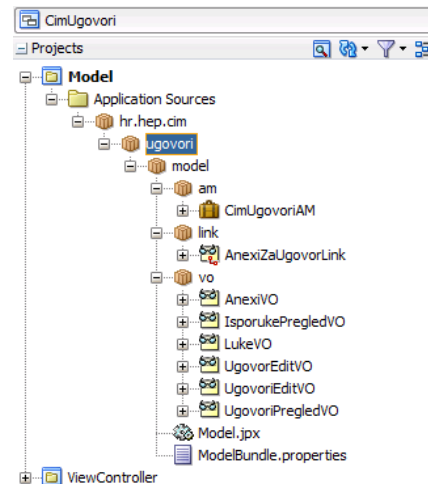 CimUgovori
Projects
Model
Application Sources
hr.hep.cim
ugovori
model
am
CimUgovoriAM
link
AnexiZaUgovorLink
vo
AnexiVO
IsporukePregledVO
LukeVO
UgovorEditVO
UgovoriEditVO
UgovoriPregledVO
Model.jpx
ModelBundle.properties
ViewController